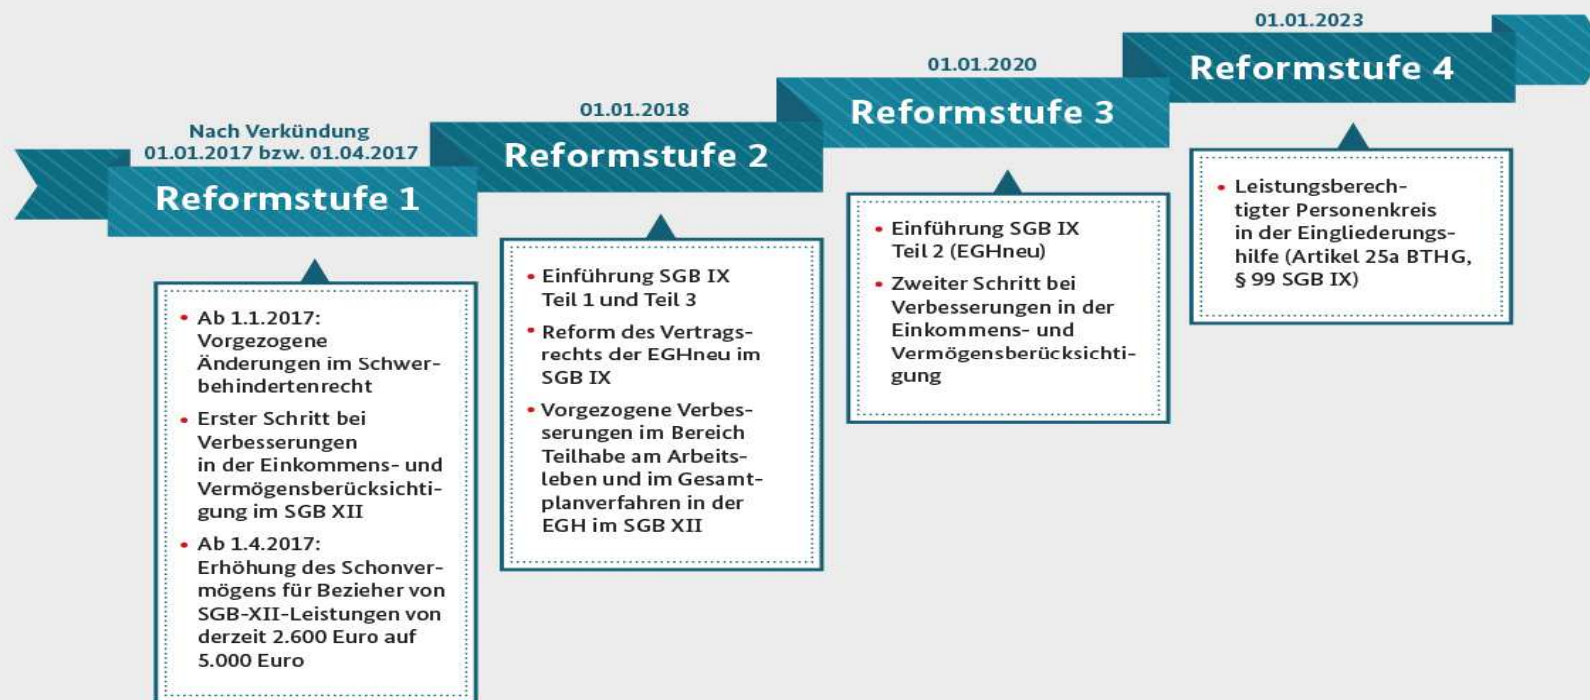 Nach Verkündung
01.01.2017 bzw. 01.04.2017
Reformstufe 1
• Ab 1.1.2017:
Vorgezogene
Änderungen im Schwer-
behindertenrecht
• Erster Schritt bei
Verbesserungen
in der Einkommens- und
Vermögensberücksichti-
gung im SGB XII
• Ab 1.4.2017:
Erhöhung des Schonver-
mögens für Bezieher von
SGB-XII-Leistungen von
derzeit 2.600 Euro auf
5.000 Euro
01.01.2018
Reformstufe 2
• Einführung SGB IX
Teil 1 und Teil 3
• Reform des Vertrags-
rechts der EGHneu im
SGB IX
• Vorgezogene Verbes-
serungen im Bereich
Teilhabe am Arbeits-
leben und im Gesamt-
planverfahren in der
EGH im SGB XII
01.01.2020
Reformstufe 3
• Einführung SGB IX
Teil 2 (EGHneu)
• Zweiter Schritt bei
Verbesserungen in der
Einkommens- und
Vermögensberücksichti-
gung
01.01.2023
Reformstufe 4
• Leistungsberech-
tigter Personenkreis
in der Eingliederungs-
hilfe (Artikel 25a BTHG,
§ 99 SGB IX)